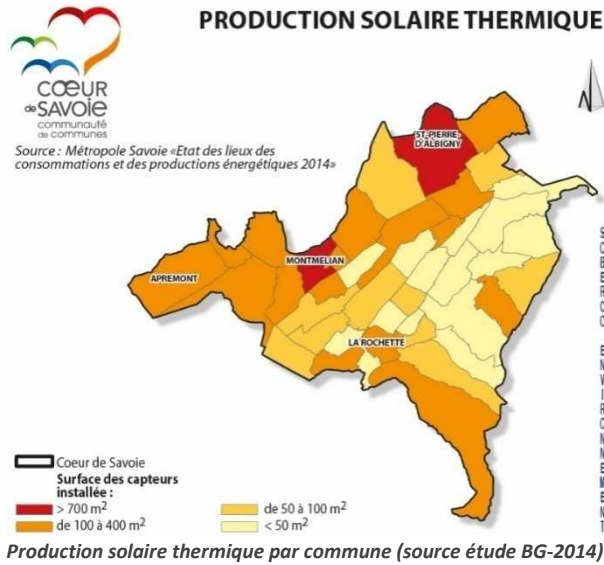 PRODUCTION SOLAIRE THERMIQUE
CŒUR
de SAVOIE
communauté
de communes
Source : Métropole Savoie «Etat des lieux des
consommations et des productions énergétiques 2014»
ST-PIERRE-
D'ALBIGNY
MONTMELIAN
APREMONT
LA ROCHETTE
Coeur de Savoie
Surface des capteurs
installée :
> 700 m²
de 100 à 400 m²
de 50 à 100 m²
< 50 m²
SCBERCC ENVIRONNEMENT
Production solaire thermique par commune (source étude BG-2014)